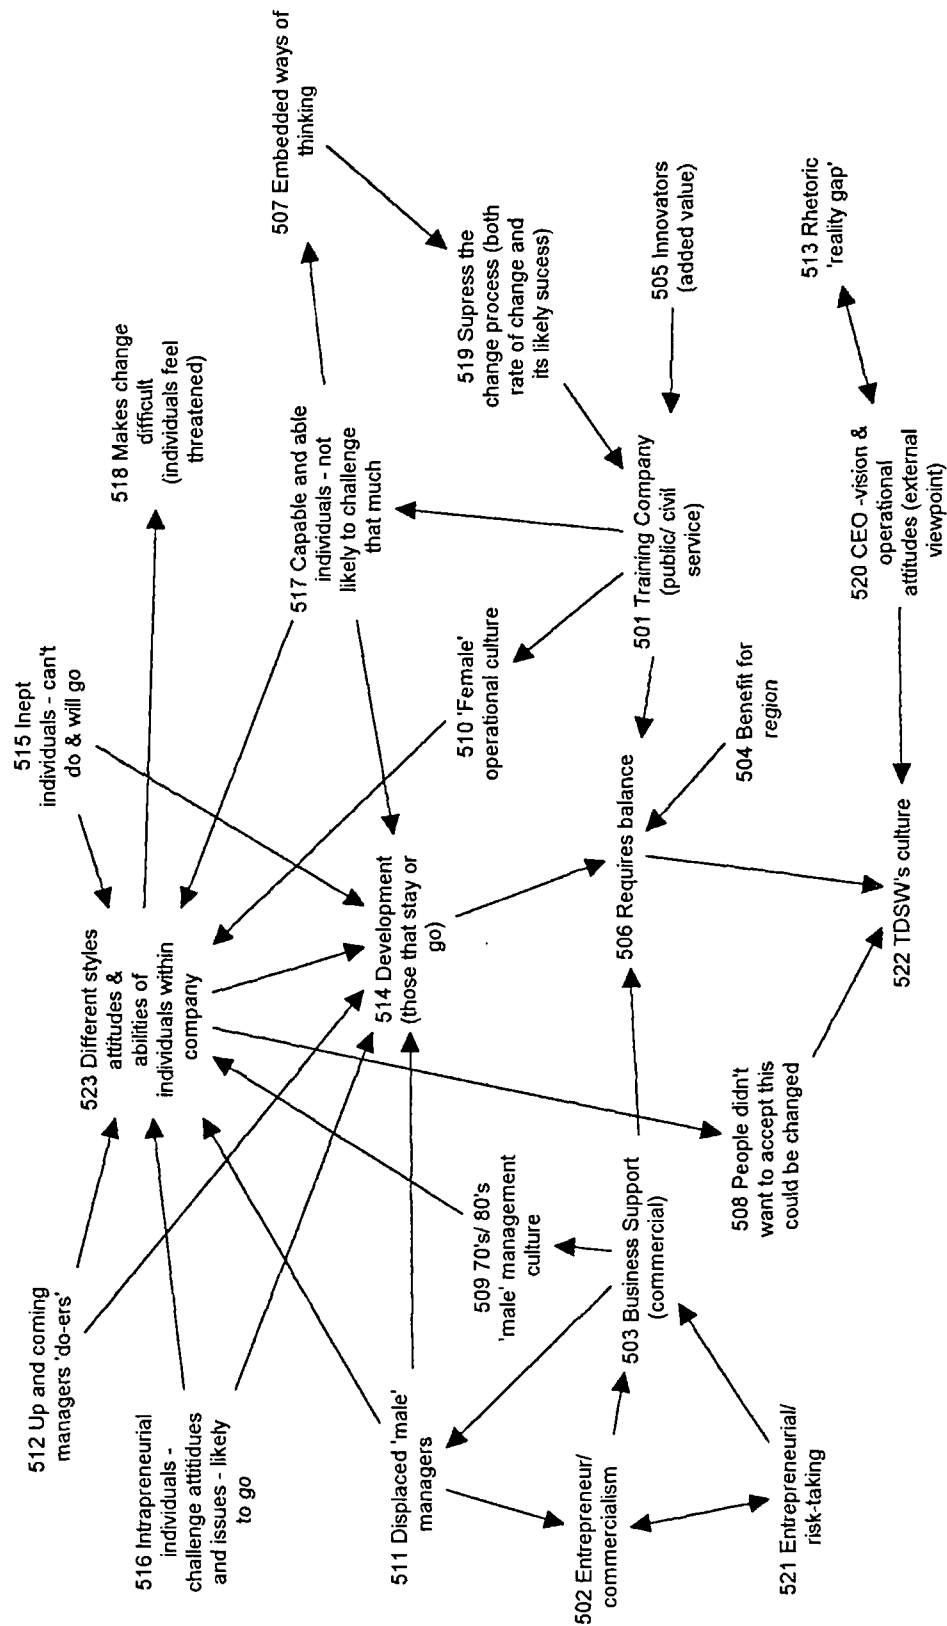 512 Up and coming
managers 'do-ers'
516 Intrapreneurial
individuals -
challenge attitidues
and issues - likely
to go
523 Different styles
attitudes &
abilities of
individuals within
company
515 Inept
individuals - can't
do & will go
518 Makes change
difficult
(individuals feel
threatened)
507 Embedded ways of
thinking
517 Capable and able
individuals - not
likely to challenge
that much
511 Displaced 'male'
managers
514 Development
(those that stay or
go)
509 70's/ 80's
'male' management
culture
510 'Female'
operational culture
519 Supress the
change process (both
rate of change and
its likely sucess)
502 Entrepreneur/
commercialism
503 Business Support
(commercial)
506 Requires balance
501 Training Company
(public/ civil
service)
505 Innovators
(added value)
504 Benefit for
region
508 People didn't
want to accept this
could be changed
521 Entrepreneurial/
risk-taking
522 TDSW's culture
520 CEO -vision &
operational
attitudes (external
viewpoint)
513 Rhetoric
'reality gap'